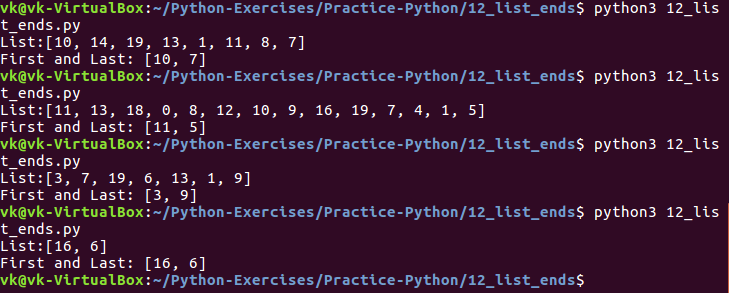 vk@vk-VirtualBox:~/Python-Exercises/Practice-Python/12_list_ends$ python3 12_lis
t_ends.py
List:[10, 14, 19, 13, 1, 11, 8, 7]
First and Last: [10, 7]
vk@vk-VirtualBox:~/Python-Exercises/Practice-Python/12_list_ends$ python3 12_lis
t_ends.py
List:[11, 13, 18, 0, 8, 12, 10, 9, 16, 19, 7, 4, 1, 5]
First and Last: [11, 5]
vk@vk-VirtualBox:~/Python-Exercises/Practice-Python/12_list_ends$ python3 12_lis
t_ends.py
List:[3, 7, 19, 6, 13, 1, 9]
First and Last: [3, 9]
vk@vk-VirtualBox:~/Python-Exercises/Practice-Python/12_list_ends$ python3 12_lis
t_ends.py
List:[16, 6]
First and Last: [16, 6]
vk@vk-VirtualBox:~/Python-Exercises/Practice-Python/12_list_ends$